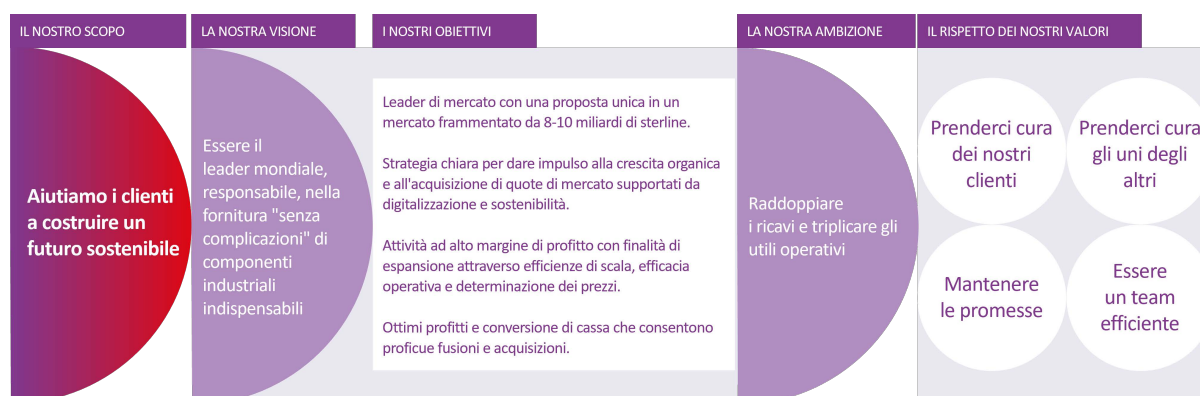 IL NOSTRO SCOPO
Aiutiamo i clienti
a costruire un
futuro sostenibile
LA NOSTRA VISIONE
Essere il
leader mondiale,
responsabile, nella
fornitura "senza
complicazioni" di
componenti
industriali
indispensabili
I NOSTRI OBIETTIVI
Leader di mercato con una proposta unica in un
mercato frammentato da 8-10 miliardi di sterline.
Strategia chiara per dare impulso alla crescita organica
e all'acquisizione di quote di mercato supportati da
digitalizzazione e sostenibilità.
Attività ad alto margine di profitto con finalità di
espansione attraverso efficienze di scala, efficacia
operativa e determinazione dei prezzi.
Ottimi profitti e conversione di cassa che consentono
proficue fusioni e acquisizioni.
LA NOSTRA AMBIZIONE
Raddoppiare
i ricavi e triplicare gli
utili operativi
IL RISPETTO DEI NOSTRI VALORI
Prenderci cura
dei nostri
clienti
Prenderci cura
gli uni degli
altri
Mantenere
le promesse
Essere
un team
efficiente